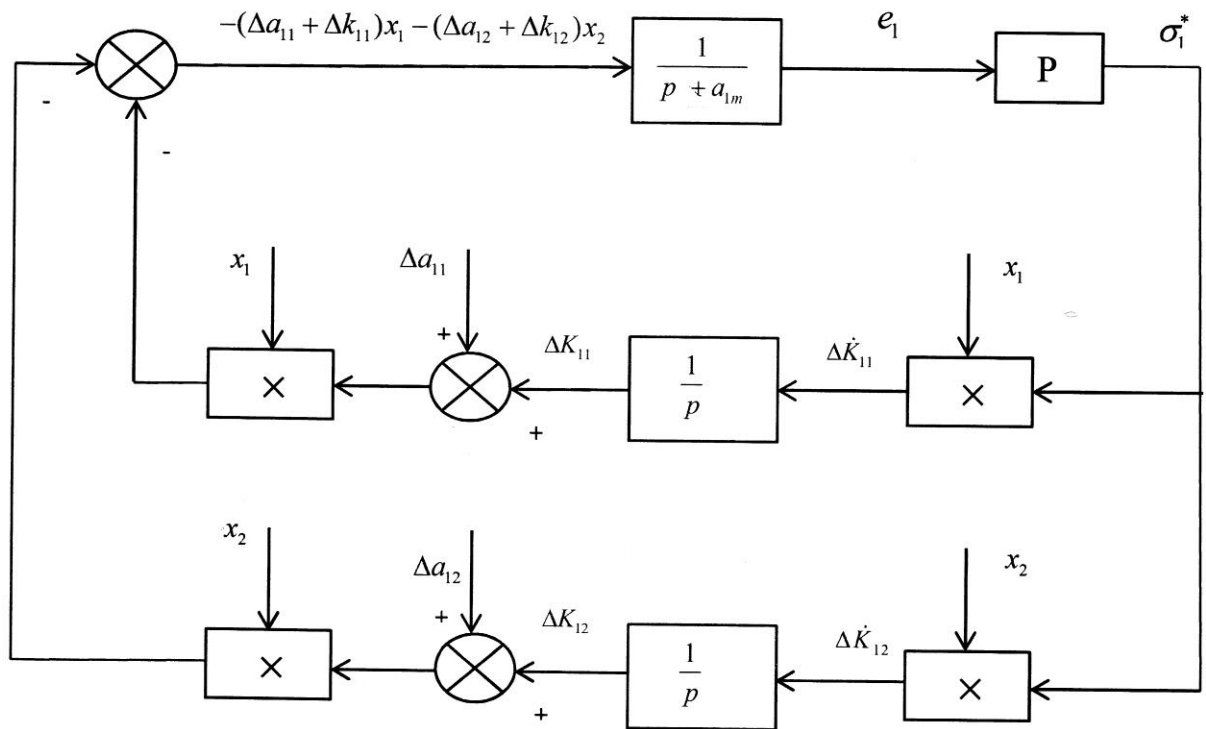 −(Δa₁₁ + Δk₁₁)x₁ − (Δa₁₂ + Δk₁₂)x₂
e₁
σ₁*
1
p + a₁ₘ
P
-
-
x₁
Δa₁₁
x₁
+
ΔK₁₁
ΔK̇₁₁
×
1
p
×
+
x₂
Δa₁₂
x₂
+
ΔK₁₂
ΔK̇₁₂
×
1
p
×
+